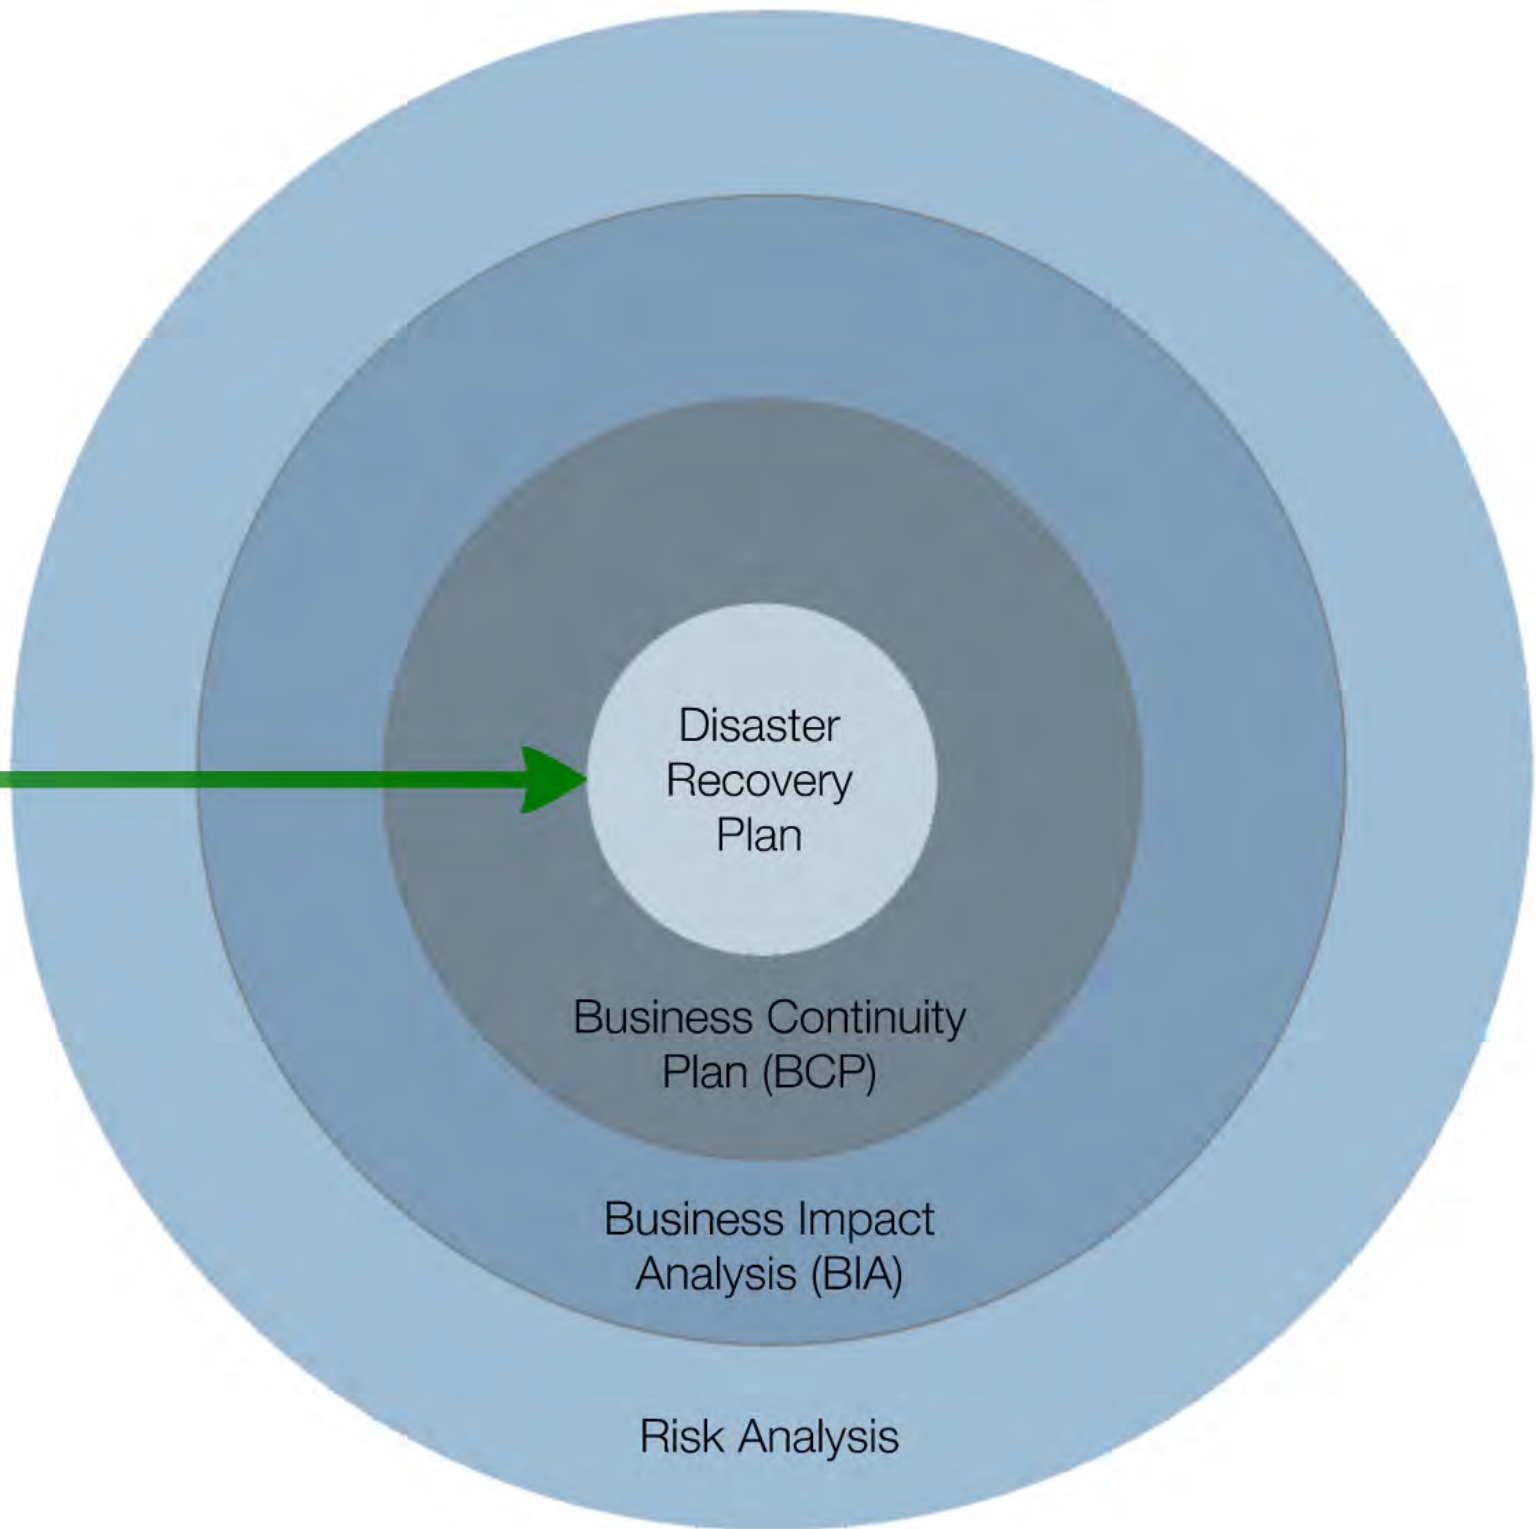 Disaster
Recovery
Plan
Business Continuity
Plan (BCP)
Business Impact
Analysis (BIA)
Risk Analysis